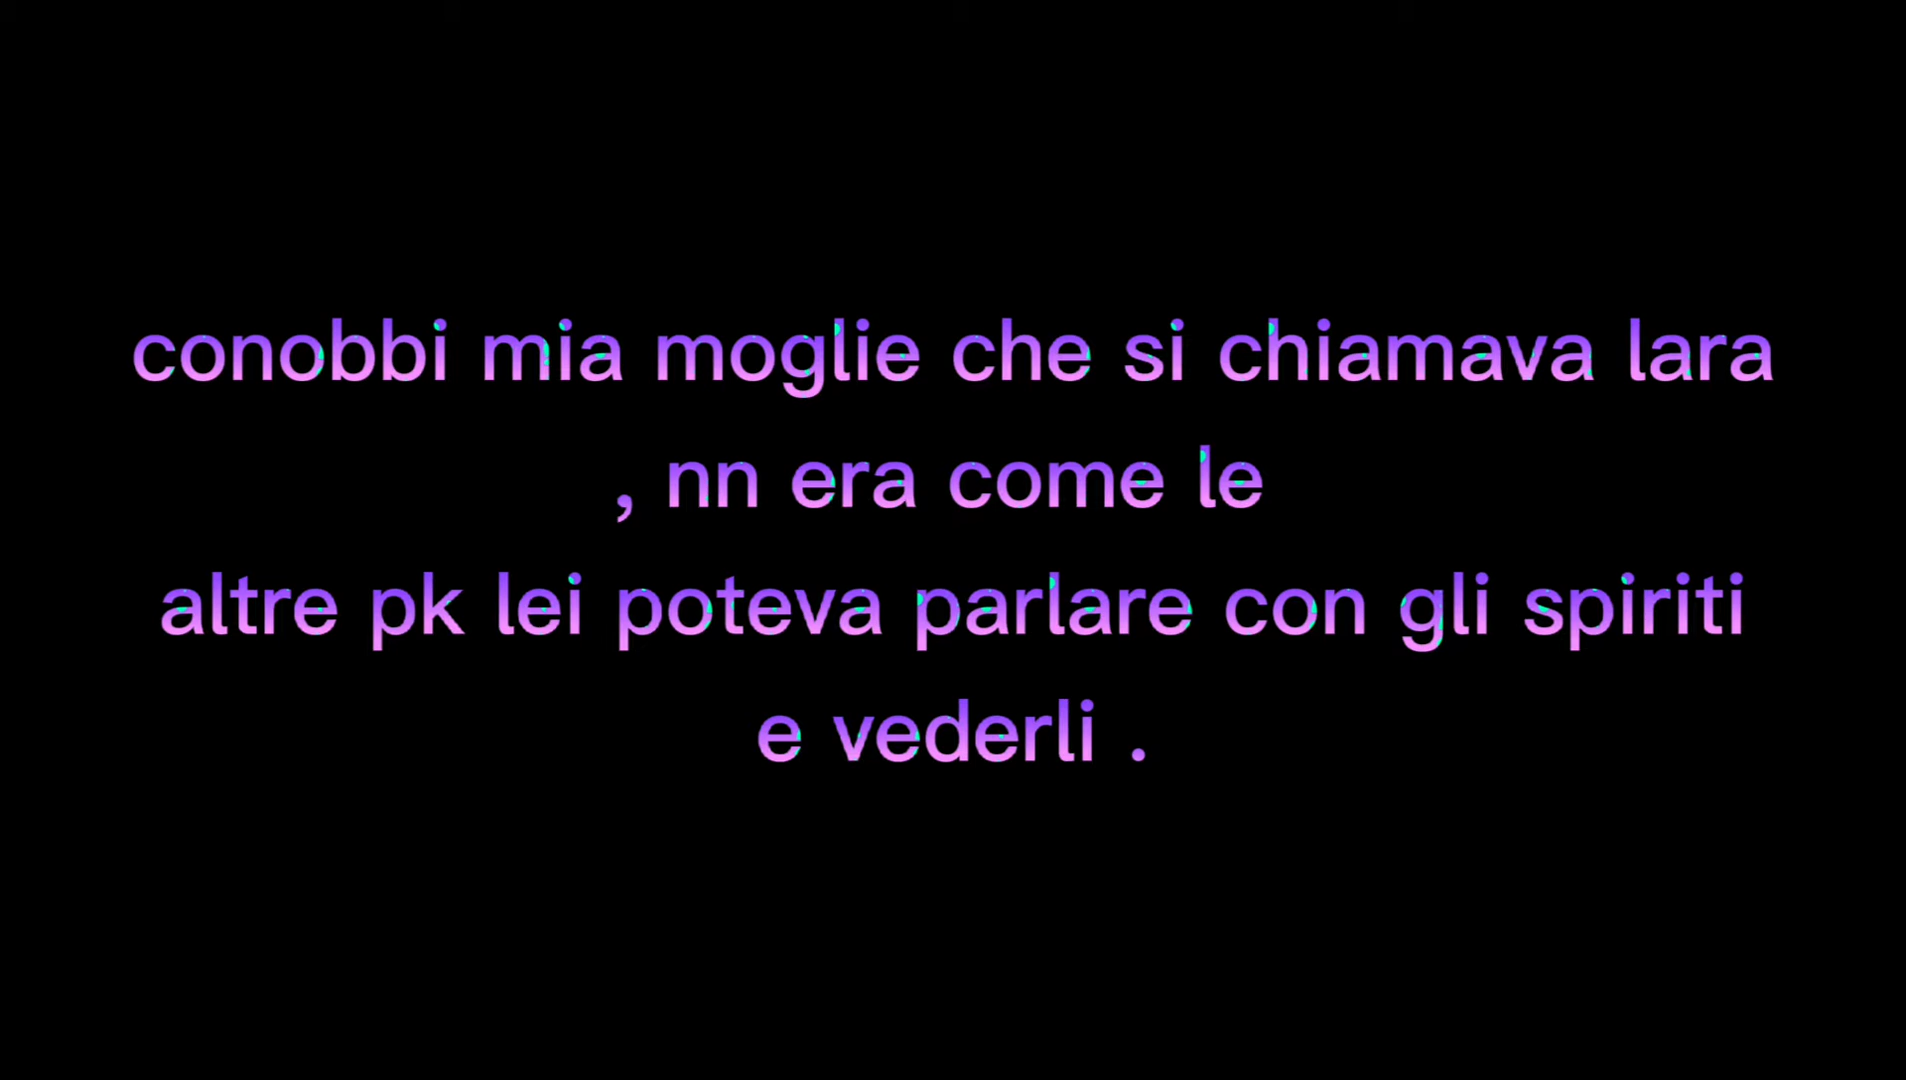 conobbi mia moglie che si chiamava lara
, nn era come le
altre pk lei poteva parlare con gli spiriti
e vederli .